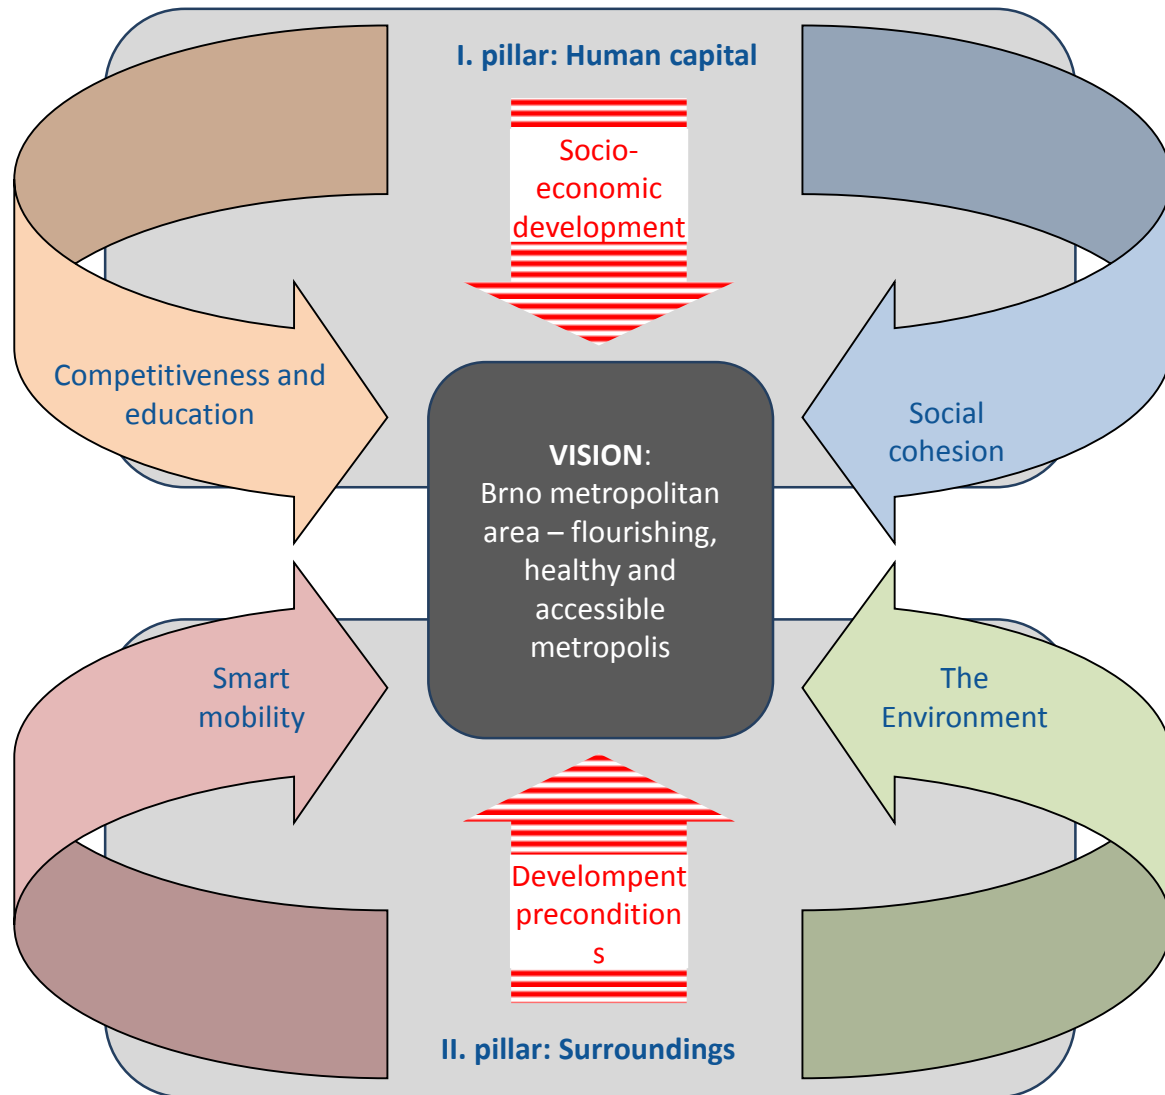 I. pillar: Human capital
Socio-
economic
development
Competitiveness and
education
Social
cohesion
VISION:
Brno metropolitan
area – flourishing,
healthy and
accessible
metropolis
Smart
mobility
The
Environment
Develompent
precondition
s
II. pillar: Surroundings